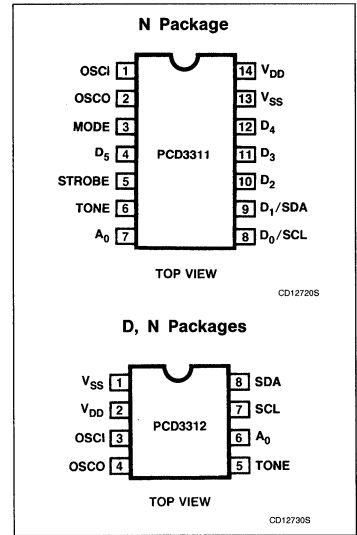 N Package
OSCI 1 14 VDD
OSCO 2 13 VSS
MODE 3 12 D4
D5 4 PCD3311 11 D3
STROBE 5 10 D2
TONE 6 9 D1/SDA
A0 7 8 D0/SCL
TOP VIEW
CD12720S
D, N Packages
VSS 1 8 SDA
VDD 2 7 SCL
PCD3312
OSCI 3 6 A0
OSCO 4 5 TONE
TOP VIEW
CD12730S